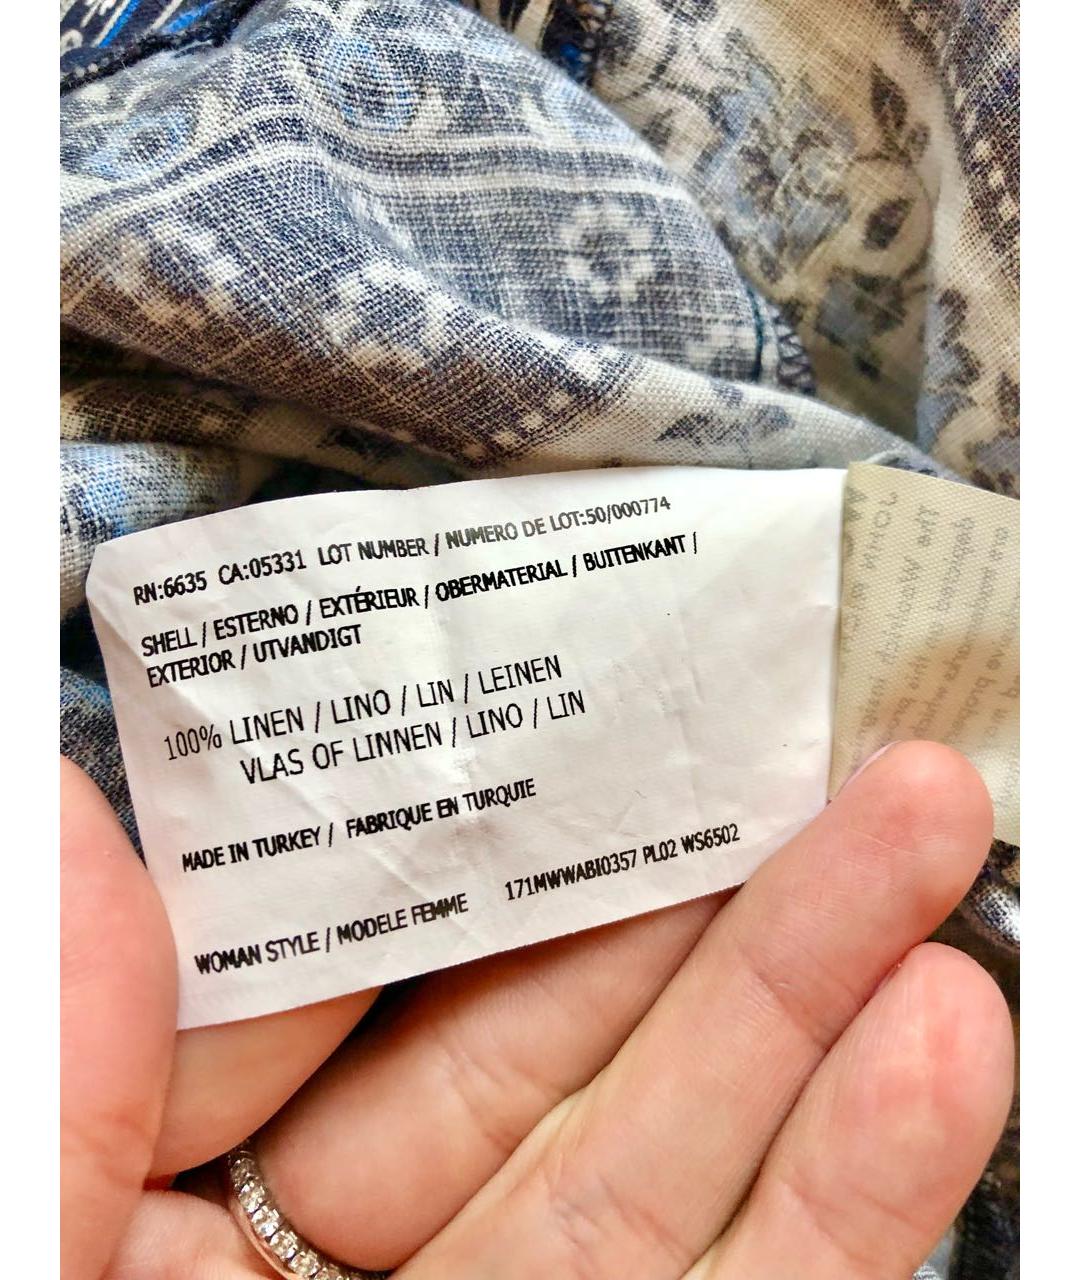 RN:6635 CA:05331 LOT NUMBER / NUMERO DE LOT:50/000774
SHELL / ESTERNO / EXTÉRIEUR / OBERMATERIAL / BUITENKANT /
EXTERIOR / UTVANDIGT
100% LINEN / LINO / LIN / LEINEN
VLAS OF LINNEN / LINO / LIN
MADE IN TURKEY / FABRIQUE EN TURQUIE
WOMAN STYLE / MODELE FEMME 171MWWABI0357 PL02 WS6502